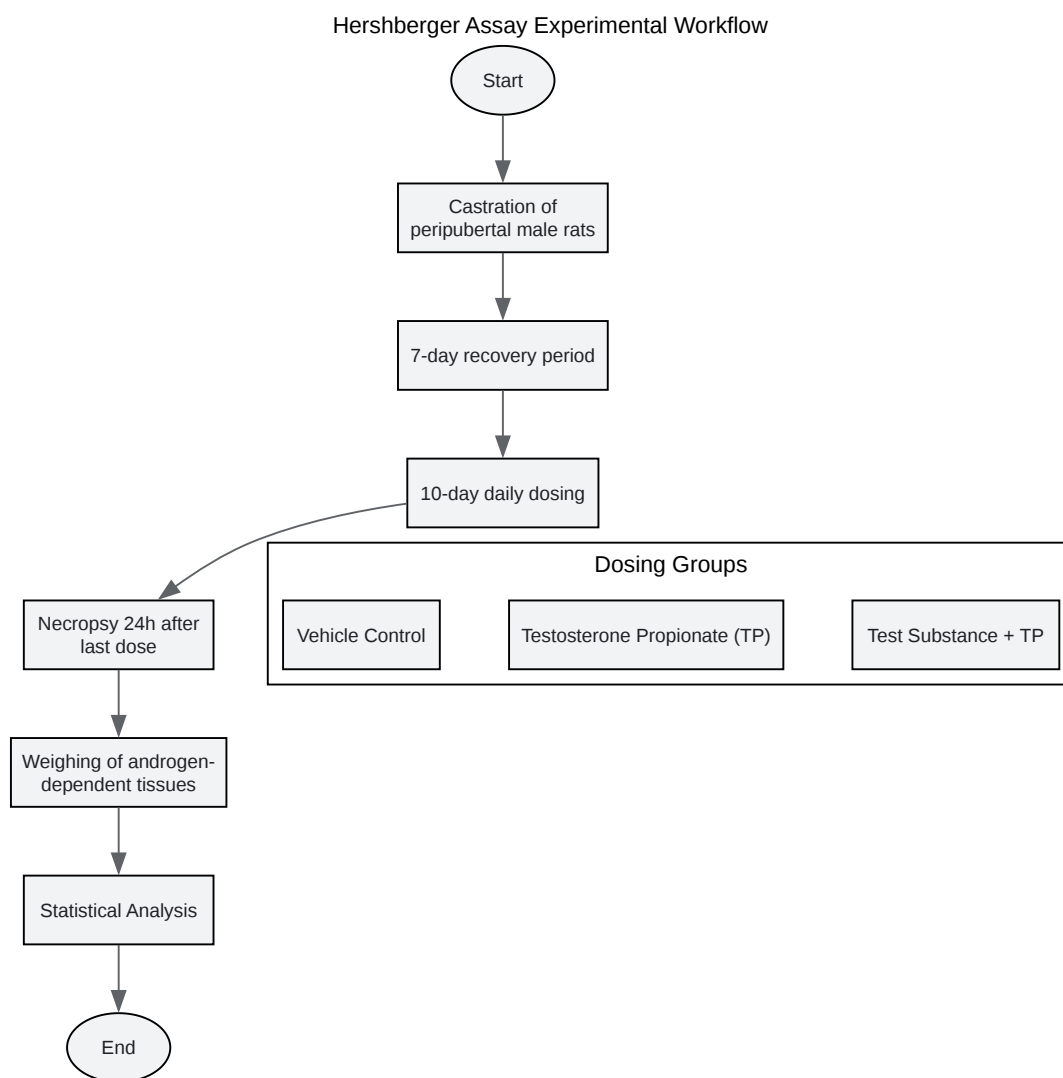 Hershberger Assay Experimental Workflow
Start
Castration of
peripubertal male rats
7-day recovery period
10-day daily dosing
Dosing Groups
Necropsy 24h after
last dose
Vehicle Control
Testosterone Propionate (TP)
Test Substance + TP
Weighing of androgen-
dependent tissues
Statistical Analysis
End